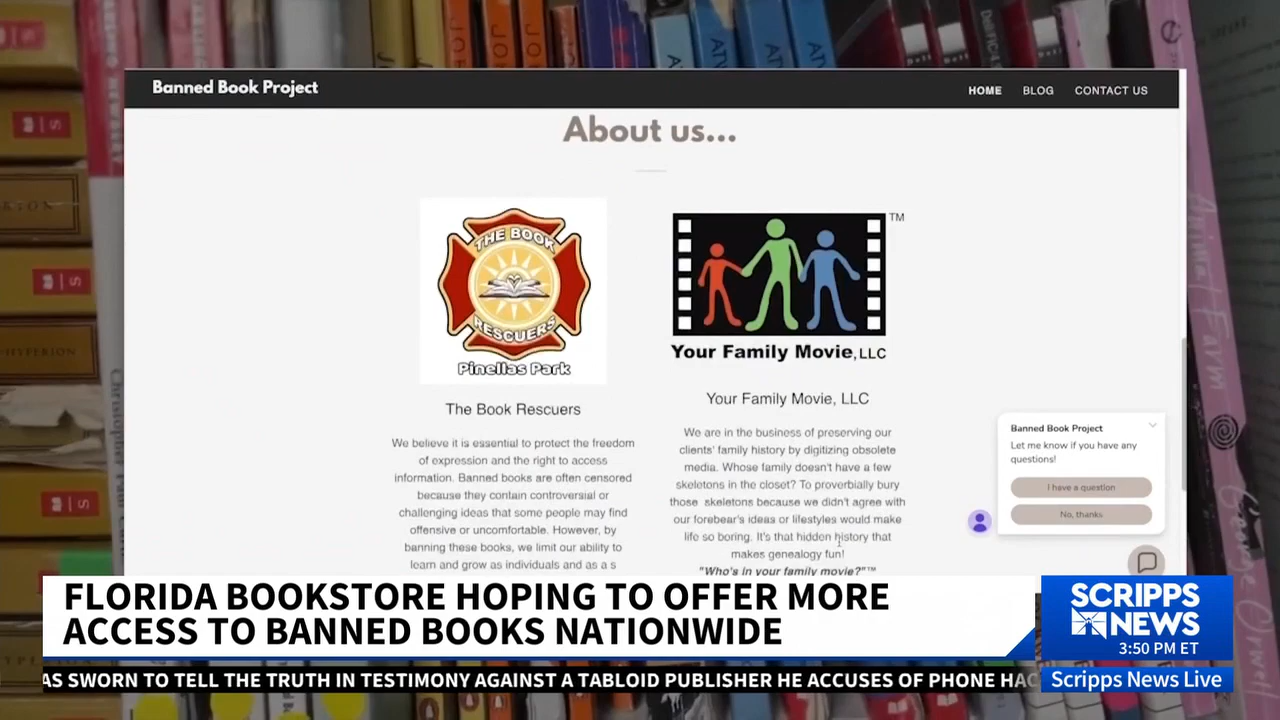 Banned Book Project
HOME BLOG CONTACT US
About us...
THE BOOK
RESCUERS
Pinellas Park
The Book Rescuers
We believe it is essential to protect the freedom
of expression and the right to access
information. Banned books are often censored
because they contain controversial or
challenging ideas that some people may find
offensive or uncomfortable. However, by
banning these books, we limit our ability to
learn and grow as individuals and as a s
TM
Your Family Movie, LLC
Your Family Movie, LLC
We are in the business of preserving our
clients' family history by digitizing obsolete
media. Whose family doesn't have a few
skeletons in the closet? To proverbially bury
those skeletons because we didn't agree with
our forebear's ideas or lifestyles would make
life so boring. It's that hidden history that
makes genealogy fun!
"Who's in your family movie?"™
Banned Book Project
Let me know if you have any
questions!
I have a question
No, thanks
FLORIDA BOOKSTORE HOPING TO OFFER MORE
ACCESS TO BANNED BOOKS NATIONWIDE
SCRIPPS
NEWS
3:50 PM ET
AS SWORN TO TELL THE TRUTH IN TESTIMONY AGAINST A TABLOID PUBLISHER HE ACCUSES OF PHONE HAC
Scripps News Live
HYPERION
Animal Farm
George Orwell